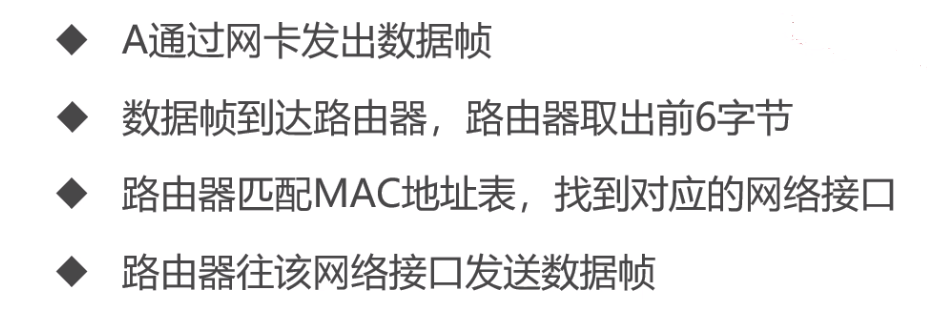 ◆ A通过网卡发出数据帧
◆ 数据帧到达路由器，路由器取出前6字节
◆ 路由器匹配MAC地址表，找到对应的网络接口
◆ 路由器往该网络接口发送数据帧